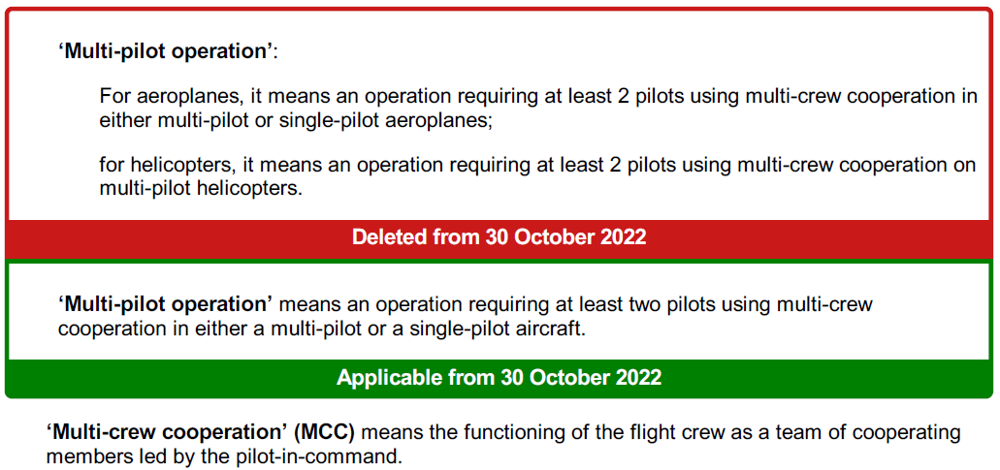 ‘Multi-pilot operation’:
For aeroplanes, it means an operation requiring at least 2 pilots using multi-crew cooperation in
either multi-pilot or single-pilot aeroplanes;
for helicopters, it means an operation requiring at least 2 pilots using multi-crew cooperation on
multi-pilot helicopters.
Deleted from 30 October 2022
‘Multi-pilot operation’ means an operation requiring at least two pilots using multi-crew
cooperation in either a multi-pilot or a single-pilot aircraft.
Applicable from 30 October 2022
‘Multi-crew cooperation’ (MCC) means the functioning of the flight crew as a team of cooperating
members led by the pilot-in-command.